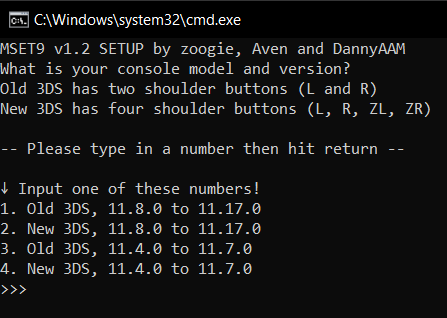 C:\Windows\system32\cmd.exe
MSET9 v1.2 SETUP by zoogie, Aven and DannyAAM
What is your console model and version?
Old 3DS has two shoulder buttons (L and R)
New 3DS has four shoulder buttons (L, R, ZL, ZR)
-- Please type in a number then hit return --
↓ Input one of these numbers!
1. Old 3DS, 11.8.0 to 11.17.0
2. New 3DS, 11.8.0 to 11.17.0
3. Old 3DS, 11.4.0 to 11.7.0
4. New 3DS, 11.4.0 to 11.7.0
>>>